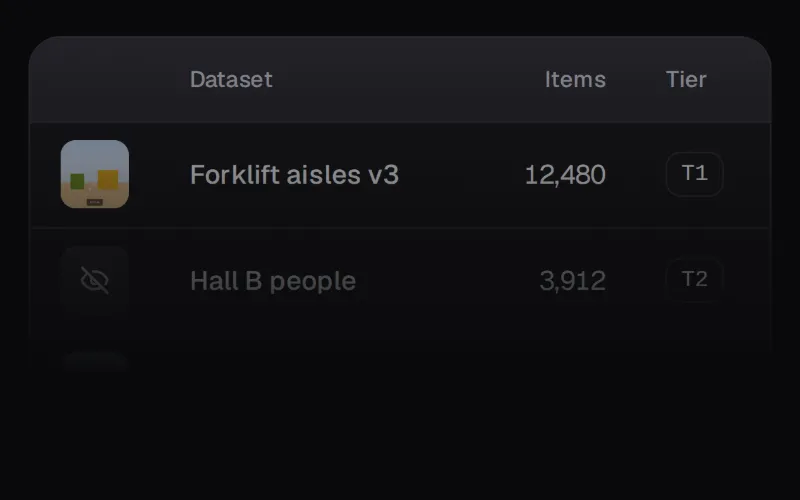 Dataset Items Tier
Forklift aisles v3 12,480 T1
Hall B people 3,912 T2